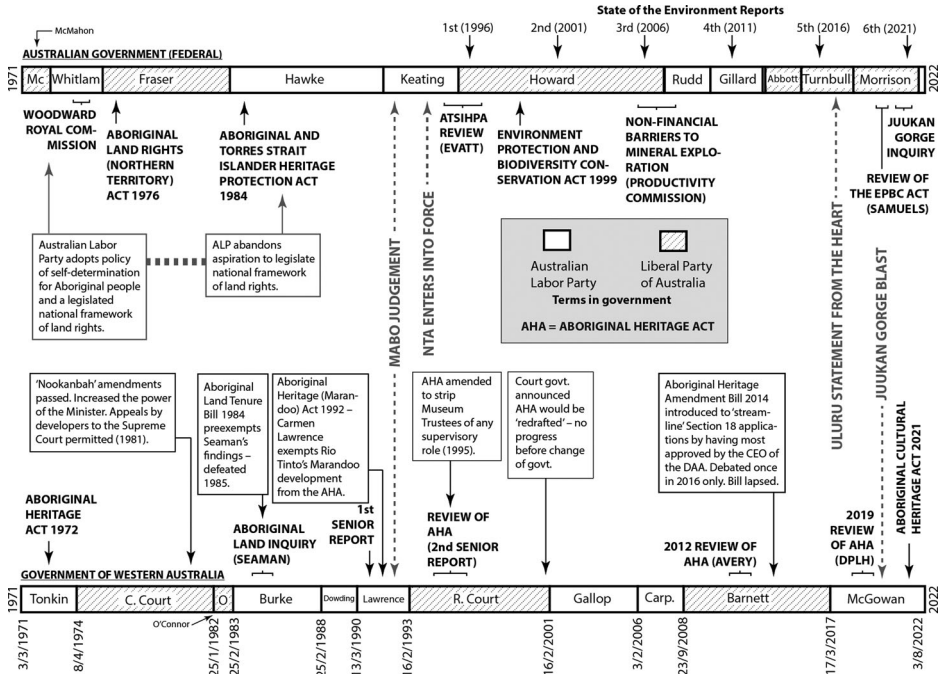 State of the Environment Reports
1st (1996)
2nd (2001)
3rd (2006)
4th (2011)
5th (2016)
6th (2021)
McMahon
AUSTRALIAN GOVERNMENT (FEDERAL)
1971
Mc
Whitlam
Fraser
Hawke
Keating
Howard
Rudd
Gillard
Abbott
Turnbull
Morrison
2022
WOODWARD
ROYAL COM-
MISSION
ABORIGINAL
LAND RIGHTS
(NORTHERN
TERRITORY)
ACT 1976
ABORIGINAL AND
TORRES STRAIT
ISLANDER HERITAGE
PROTECTION ACT
1984
MABO JUDGEMENT
NTA ENTERS INTO FORCE
ATSIHPA
REVIEW
(EVATT)
ENVIRONMENT
PROTECTION AND
BIODIVERSITY CON-
SERVATION ACT 1999
NON-FINANCIAL
BARRIERS TO
MINERAL EXPLO-
RATION
(PRODUCTIVITY
COMMISSION)
ULURU STATEMENT FROM THE HEART
JUUKAN
GORGE
INQUIRY
REVIEW OF
THE EPBC ACT
(SAMUELS)
JUUKAN GORGE BLAST
Australian Labor
Party adopts policy
of self-determination
for Aboriginal people
and a legislated
national framework
of land rights.
ALP abandons
aspiration to legislate
national framework
of land rights.
Australian
Labor Party
Liberal Party
of Australia
Terms in government
AHA = ABORIGINAL HERITAGE ACT
'Nookanbah' amendments
passed. Increased the power
of the Minister. Appeals by
developers to the Supreme
Court permitted (1981).
Aboriginal
Land Tenure
Bill 1984
preexempts
Seaman's
findings –
defeated
1985.
Aboriginal
Heritage (Maran-
doo) Act 1992 –
Carmen
Lawrence
exempts Rio
Tinto's Marandoo
development
from the AHA.
AHA amended
to strip
Museum
Trustees of any
supervisory
role (1995).
Court govt.
announced
AHA would be
'redrafted' – no
progress
before change
of govt.
Aboriginal Heritage
Amendment Bill 2014
introduced to 'stream-
line' Section 18 applica-
tions by having most
approved by the CEO of
the DAA. Debated once
in 2016 only. Bill lapsed.
ABORIGINAL
HERITAGE
ACT 1972
ABORIGINAL
LAND INQUIRY
(SEAMAN)
1st
SENIOR
REPORT
REVIEW OF
AHA
(2nd SENIOR
REPORT)
2012 REVIEW OF
AHA (AVERY)
2019
REVIEW
OF AHA
(DPLH)
ABORIGINAL CULTURAL
HERITAGE ACT 2021
GOVERNMENT OF WESTERN AUSTRALIA
1971
Tonkin
C. Court
O
Burke
Dowding
Lawrence
R. Court
Gallop
Carp.
Barnett
McGowan
2022
O'Connor
3/3/1971
8/4/1974
25/1/1982
25/2/1983
25/2/1988
13/3/1990
16/2/1993
16/2/2001
3/2/2006
23/9/2008
17/3/2017
3/8/2022